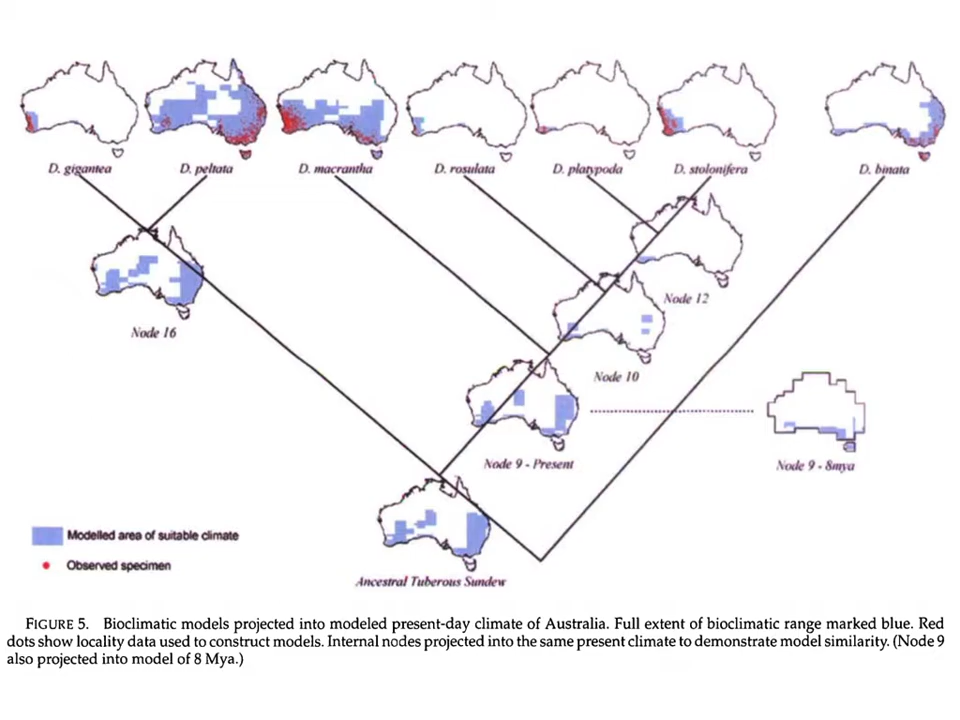 D. gigantea
D. peltata
D. macrantha
D. rosulata
D. platypoda
D. stolonifera
D. binata
Node 12
Node 16
Node 10
Node 9 - Present
Node 9 - 8mya
Modelled area of suitable climate
Observed specimen
Ancestral Tuberous Sundew
FIGURE 5. Bioclimatic models projected into modeled present-day climate of Australia. Full extent of bioclimatic range marked blue. Red
dots show locality data used to construct models. Internal nodes projected into the same present climate to demonstrate model similarity. (Node 9
also projected into model of 8 Mya.)